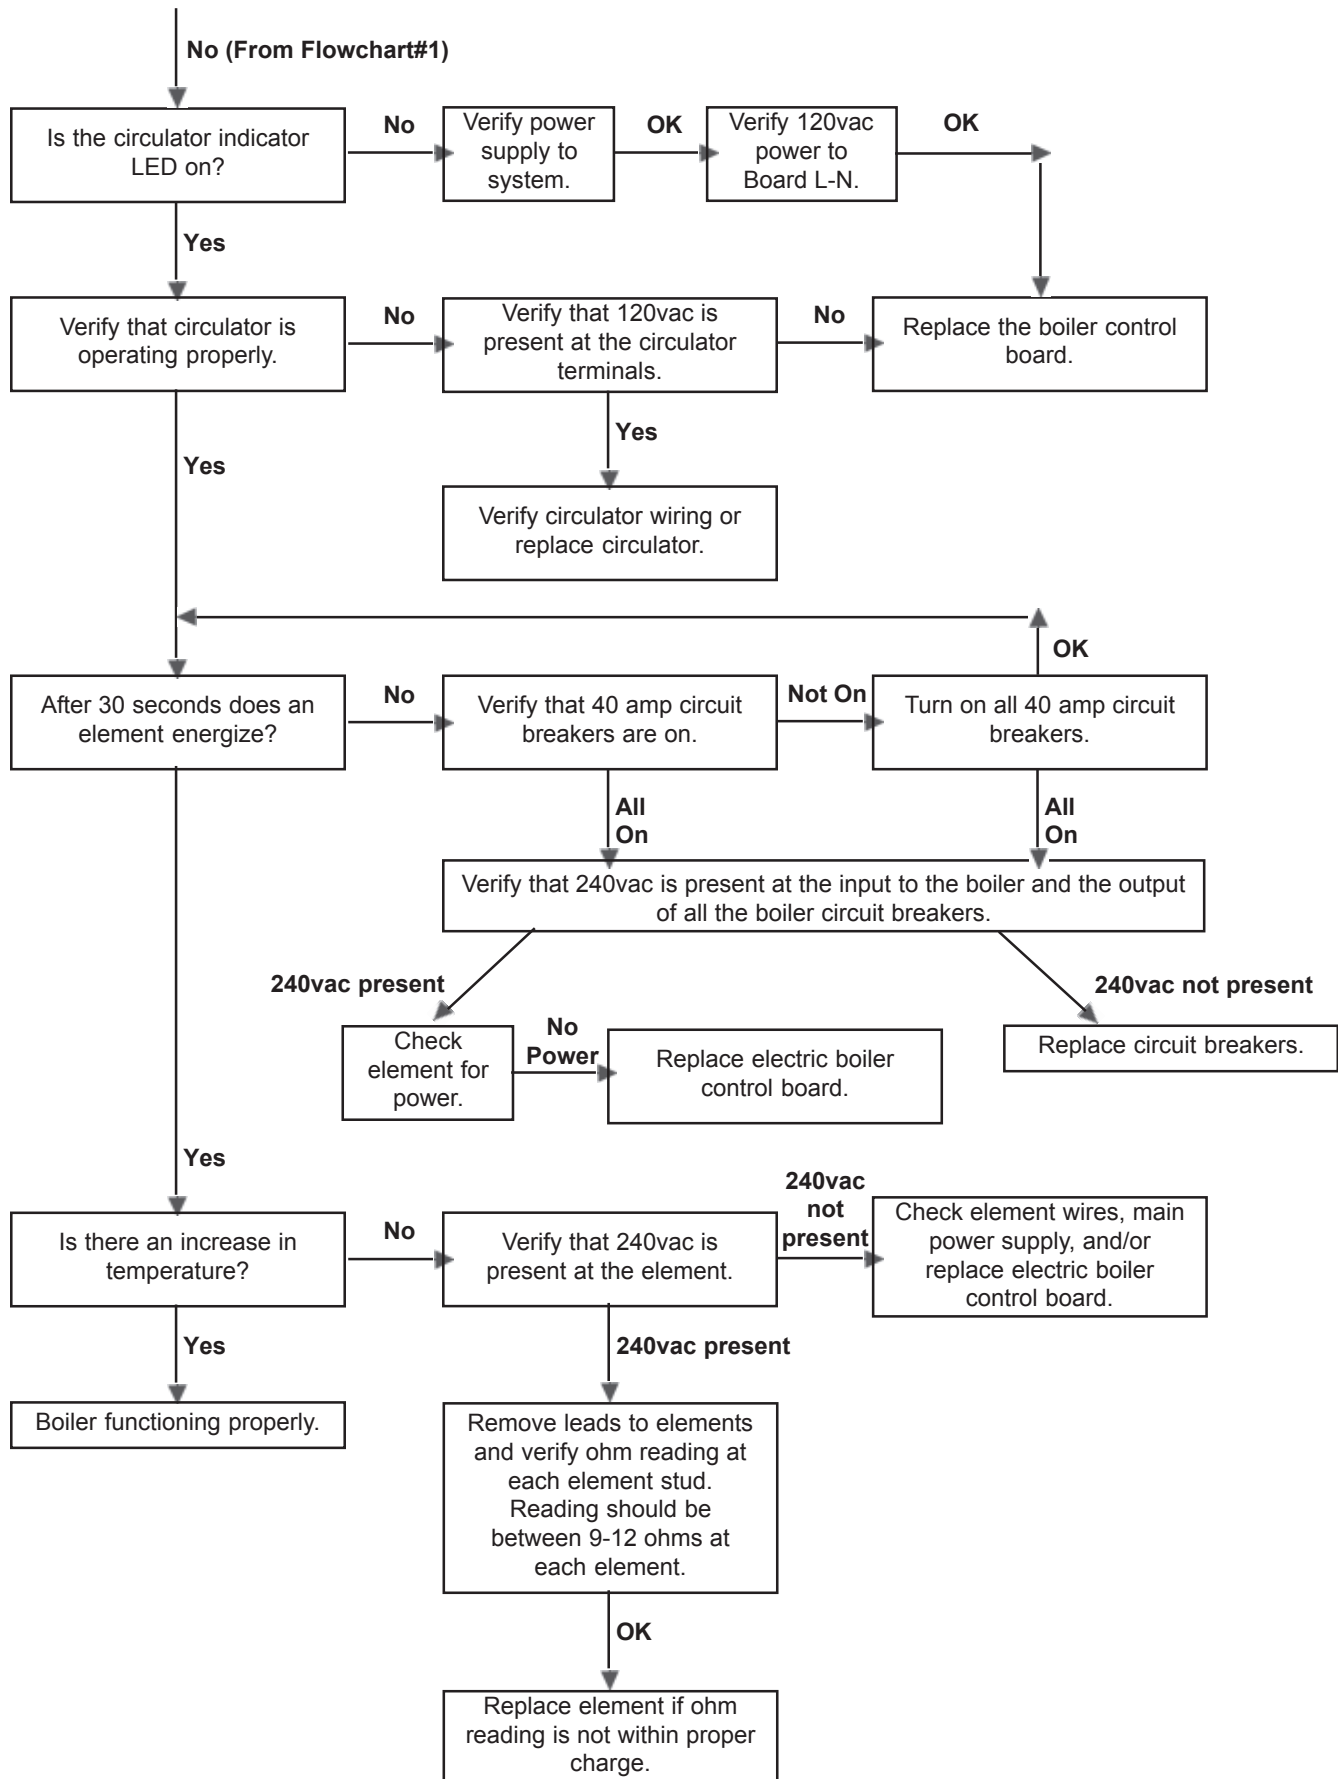 No (From Flowchart#1)
Is the circulator indicator
LED on?
No
Verify power
supply to
system.
OK
Verify 120vac
power to
Board L-N.
OK
Yes
Verify that circulator is
operating properly.
No
Verify that 120vac is
present at the circulator
terminals.
No
Replace the boiler control
board.
Yes
Yes
Verify circulator wiring or
replace circulator.
OK
After 30 seconds does an
element energize?
No
Verify that 40 amp circuit
breakers are on.
Not On
Turn on all 40 amp circuit
breakers.
All
On
All
On
Verify that 240vac is present at the input to the boiler and the output
of all the boiler circuit breakers.
240vac present
240vac not present
Check
element for
power.
No
Power
Replace electric boiler
control board.
Replace circuit breakers.
Yes
Is there an increase in
temperature?
No
Verify that 240vac is
present at the element.
240vac
not
present
Check element wires, main
power supply, and/or
replace electric boiler
control board.
Yes
240vac present
Boiler functioning properly.
Remove leads to elements
and verify ohm reading at
each element stud.
Reading should be
between 9-12 ohms at
each element.
OK
Replace element if ohm
reading is not within proper
charge.